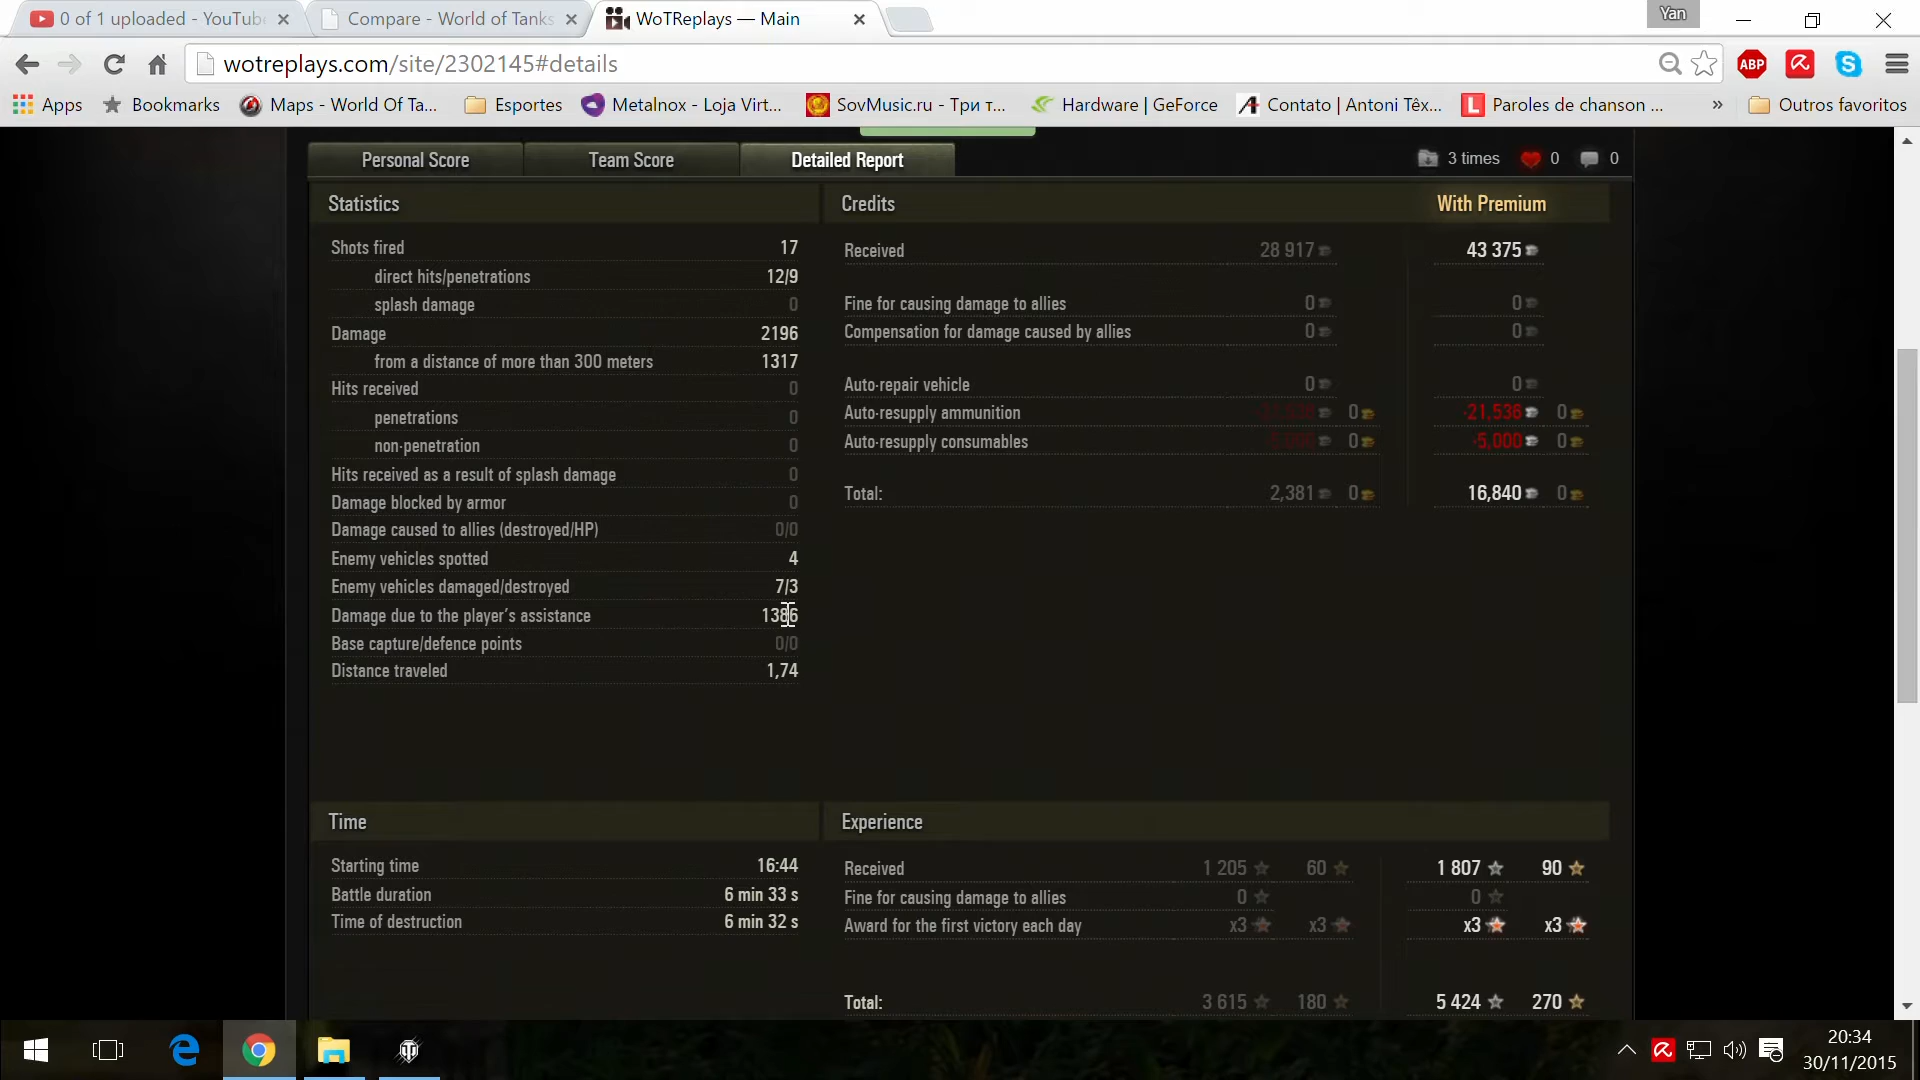 0 of 1 uploaded - YouTub
Compare - World of Tanks
WoTReplays — Main
Yan
wotreplays.com/site/2302145#details
Apps
Bookmarks
Maps - World Of Ta...
Esportes
Metalnox - Loja Virt...
SovMusic.ru - Три т...
Hardware | GeForce
Contato | Antoni Têx...
Paroles de chanson ...
»
Outros favoritos
Personal Score
Team Score
Detailed Report
3 times
0
0
Statistics
Shots fired 17
direct hits/penetrations 12/9
splash damage 0
Damage 2196
from a distance of more than 300 meters 1317
Hits received 0
penetrations 0
non-penetration 0
Hits received as a result of splash damage 0
Damage blocked by armor 0
Damage caused to allies (destroyed/HP) 0/0
Enemy vehicles spotted 4
Enemy vehicles damaged/destroyed 7/3
Damage due to the player's assistance 1386
Base capture/defence points 0/0
Distance traveled 1,74
Credits With Premium
Received 28 917 43 375
Fine for causing damage to allies 0 0
Compensation for damage caused by allies 0 0
Auto-repair vehicle 0 0
Auto-resupply ammunition -21,536 0 -21,536 0
Auto-resupply consumables -5,000 0 -5,000 0
Total: 2,381 0 16,840 0
Time
Starting time 16:44
Battle duration 6 min 33 s
Time of destruction 6 min 32 s
Experience
Received 1 205 60 1 807 90
Fine for causing damage to allies 0 0
Award for the first victory each day x3 x3 x3 x3
Total: 3 615 180 5 424 270
20:34
30/11/2015